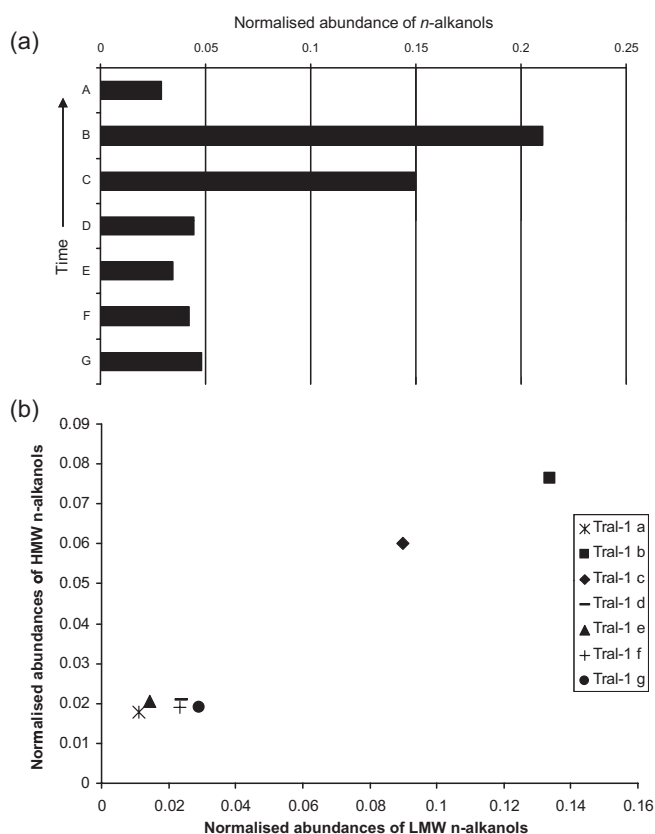 Normalised abundance of n-alkanols
(a)
0 0.05 0.1 0.15 0.2 0.25
A
B
C
D
E
F
G
Time
(b)
0.09
0.08
0.07
0.06
0.05
0.04
0.03
0.02
0.01
0
Normalised abundances of HMW n-alkanols
Tral-1 a
Tral-1 b
Tral-1 c
Tral-1 d
Tral-1 e
Tral-1 f
Tral-1 g
0 0.02 0.04 0.06 0.08 0.1 0.12 0.14 0.16
Normalised abundances of LMW n-alkanols